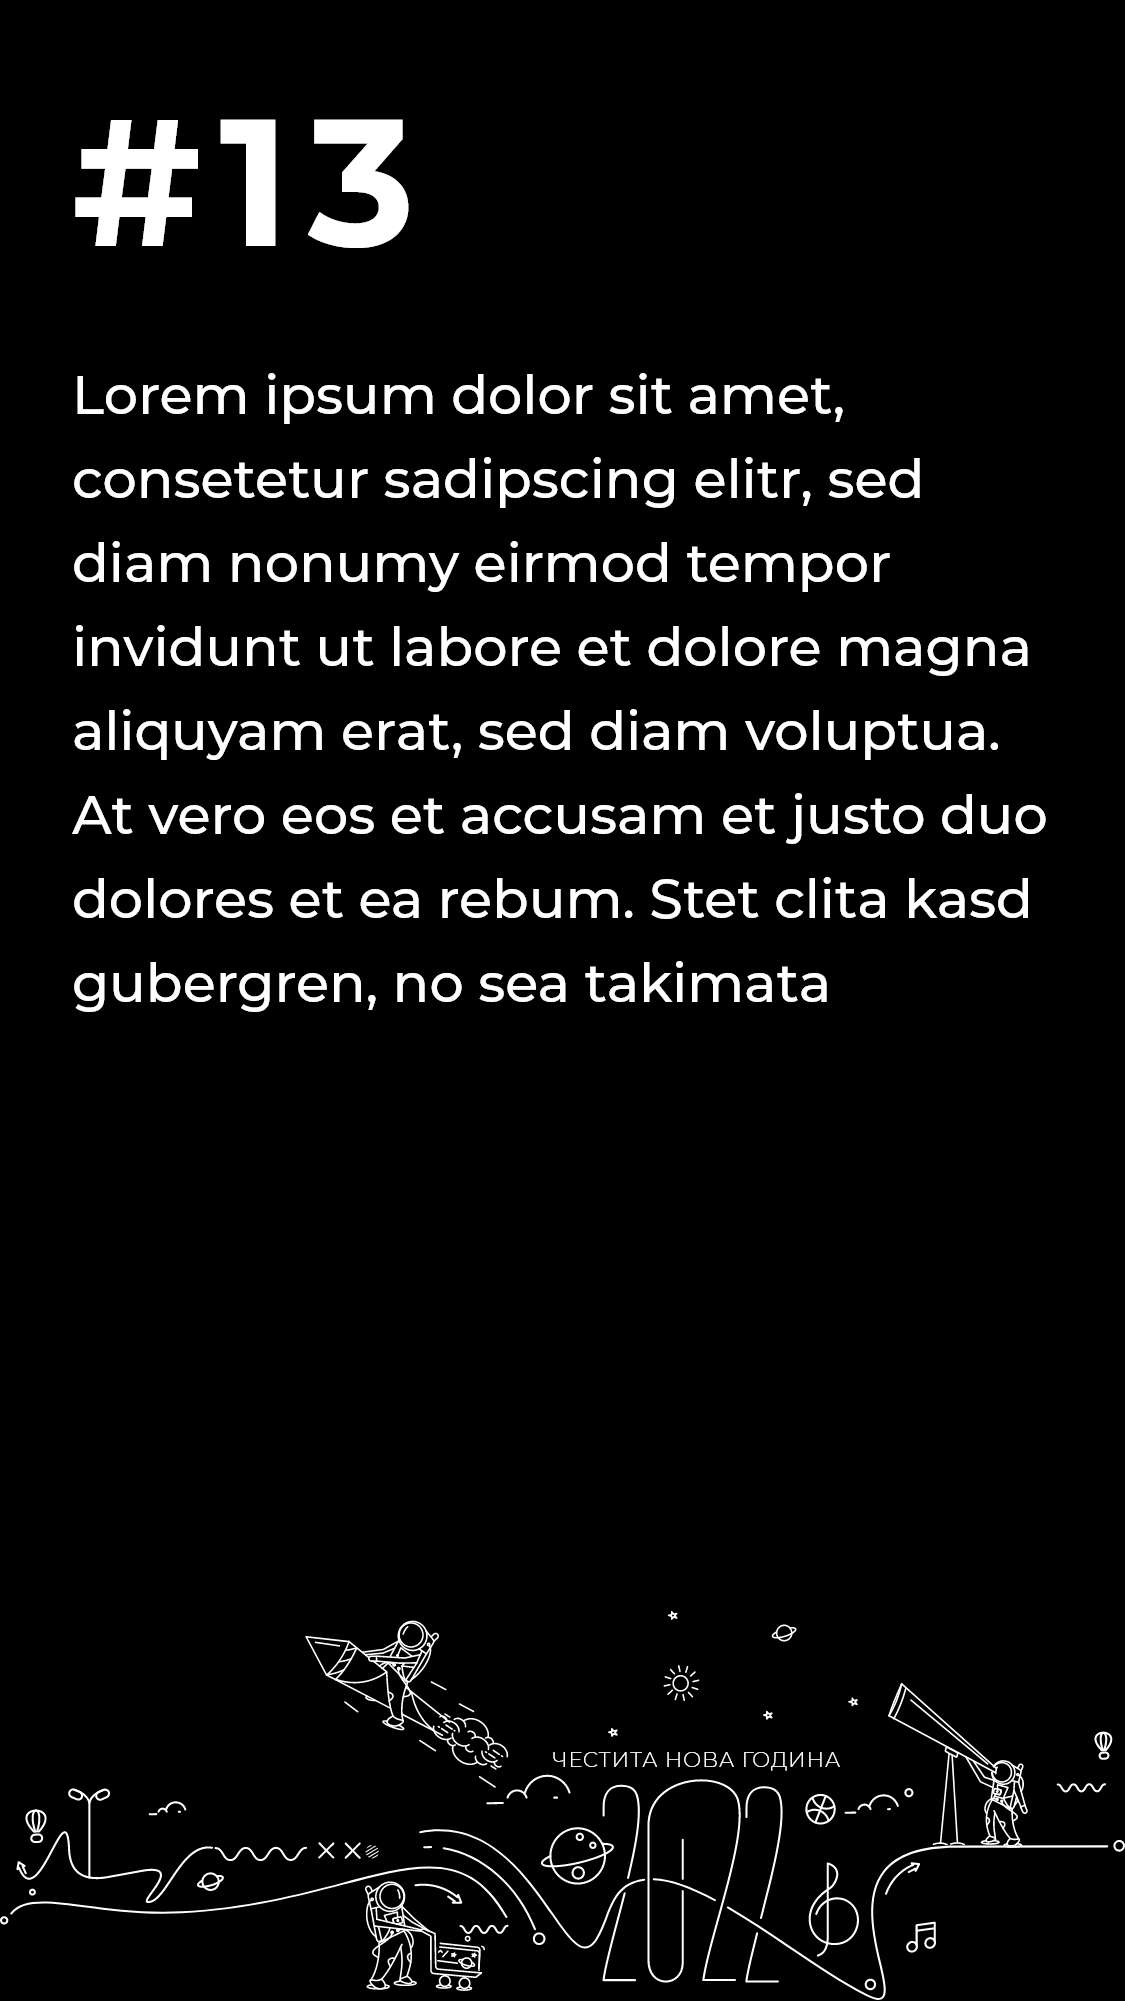 #13
Lorem ipsum dolor sit amet,
consetetur sadipscing elitr, sed
diam nonumy eirmod tempor
invidunt ut labore et dolore magna
aliquyam erat, sed diam voluptua.
At vero eos et accusam et justo duo
dolores et ea rebum. Stet clita kasd
gubergren, no sea takimata
ЧЕСТИТА НОВА ГОДИНА
2022